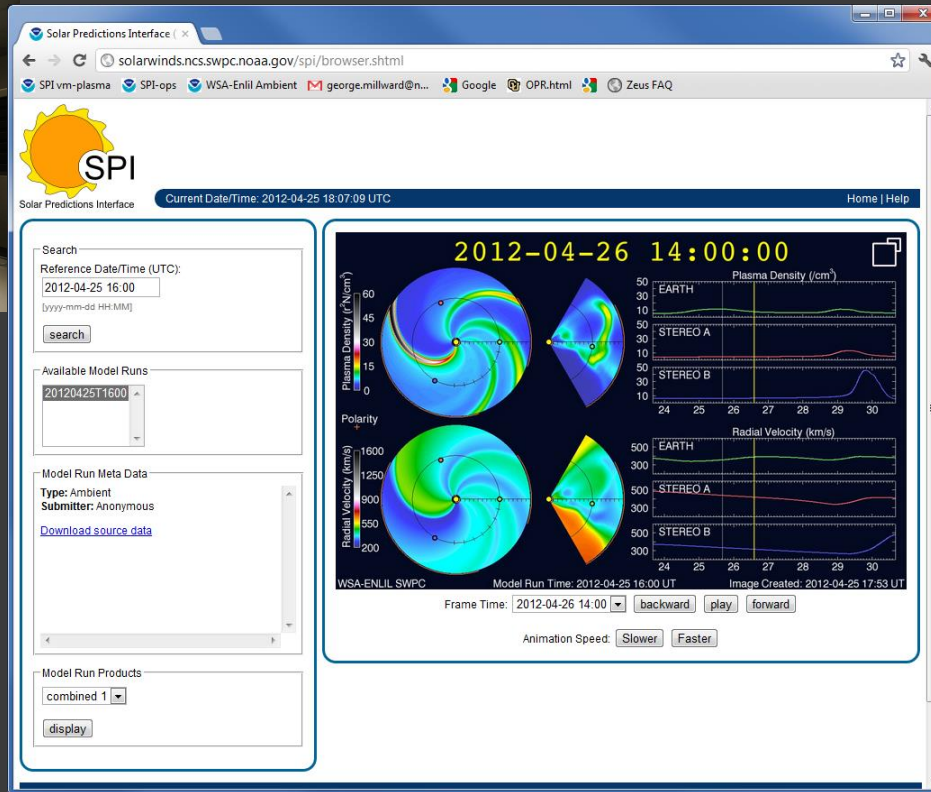 Solar Predictions Interface (
solarwinds.ncs.swpc.noaa.gov/spi/browser.shtml
SPI vm-plasma SPI-ops WSA-Enlil Ambient george.millward@n... Google OPR.html Zeus FAQ
SPI
Solar Predictions Interface
Current Date/Time: 2012-04-25 18:07:09 UTC
Home | Help
Search
Reference Date/Time (UTC):
2012-04-25 16:00
[yyyy-mm-dd HH:MM]
search
Available Model Runs
20120425T1600
Model Run Meta Data
Type: Ambient
Submitter: Anonymous
Download source data
Model Run Products
combined 1
display
2012-04-26 14:00:00
Plasma Density (r²N/cm³)
60
45
30
15
0
Polarity
+
Radial Velocity (km/s)
1600
1250
900
550
200
Plasma Density (/cm³)
50
30
10
EARTH
50
30
10
STEREO A
50
30
10
STEREO B
24 25 26 27 28 29 30
Radial Velocity (km/s)
500
300
EARTH
500
300
STEREO A
500
300
STEREO B
24 25 26 27 28 29 30
WSA-ENLIL SWPC Model Run Time: 2012-04-25 16:00 UT Image Created: 2012-04-25 17:53 UT
Frame Time: 2012-04-26 14:00 backward play forward
Animation Speed: Slower Faster